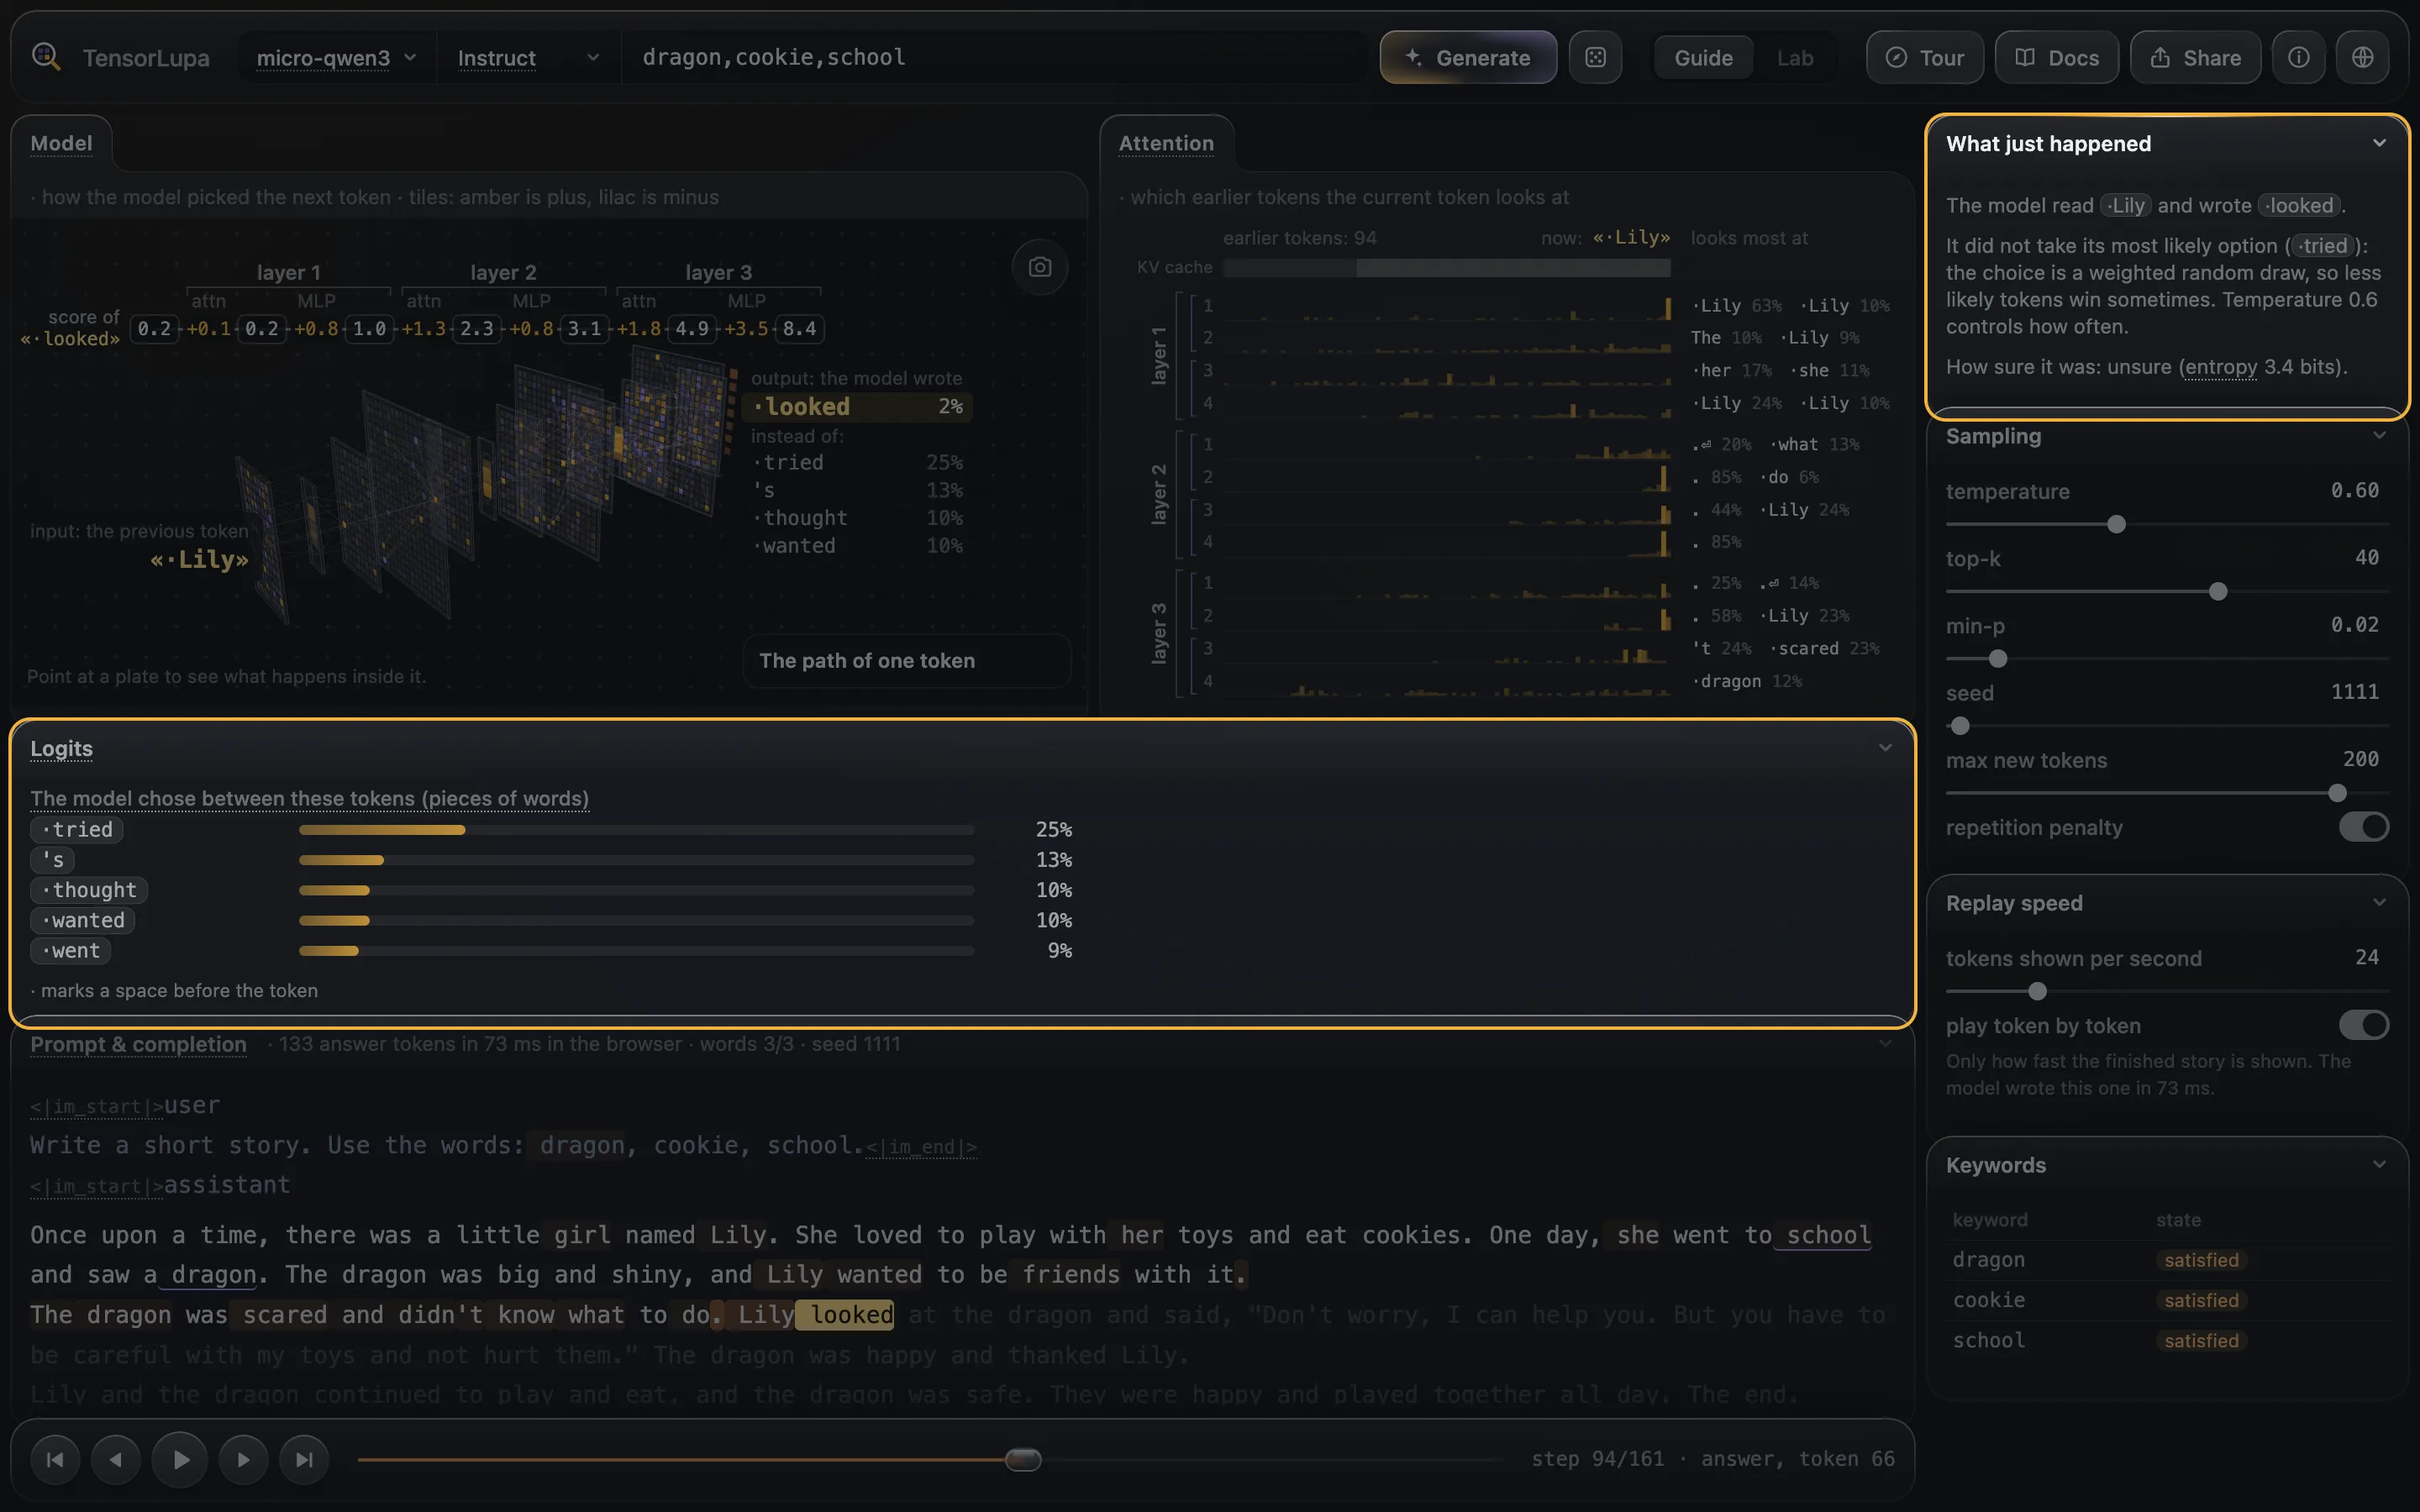 TensorLupa
micro-qwen3
Instruct
dragon,cookie,school
Generate
Guide
Lab
Tour
Docs
Share
Model
· how the model picked the next token · tiles: amber is plus, lilac is minus
layer 1
layer 2
layer 3
attn
MLP
attn
MLP
attn
MLP
score of
«·looked»
0.2 +0.1 0.2 +0.8 1.0 +1.3 2.3 +0.8 3.1 +1.8 4.9 +3.5 8.4
output: the model wrote
·looked 2%
instead of:
·tried 25%
's 13%
·thought 10%
·wanted 10%
input: the previous token
«·Lily»
The path of one token
Point at a plate to see what happens inside it.
Attention
· which earlier tokens the current token looks at
earlier tokens: 94
now: «·Lily»
looks most at
KV cache
layer 1
1 ·Lily 63% ·Lily 10%
2 The 10% ·Lily 9%
3 ·her 17% ·she 11%
4 ·Lily 24% ·Lily 10%
layer 2
1 .⏎ 20% ·what 13%
2 . 85% ·do 6%
3 . 44% ·Lily 24%
4 . 85%
layer 3
1 . 25% .⏎ 14%
2 . 58% ·Lily 23%
3 't 24% ·scared 23%
4 ·dragon 12%
What just happened
The model read ·Lily and wrote ·looked.
It did not take its most likely option (·tried):
the choice is a weighted random draw, so less
likely tokens win sometimes. Temperature 0.6
controls how often.
How sure it was: unsure (entropy 3.4 bits).
Sampling
temperature 0.60
top-k 40
min-p 0.02
seed 1111
max new tokens 200
repetition penalty
Replay speed
tokens shown per second 24
play token by token
Only how fast the finished story is shown. The
model wrote this one in 73 ms.
Keywords
keyword state
dragon satisfied
cookie satisfied
school satisfied
Logits
The model chose between these tokens (pieces of words)
·tried 25%
's 13%
·thought 10%
·wanted 10%
·went 9%
· marks a space before the token
Prompt & completion · 133 answer tokens in 73 ms in the browser · words 3/3 · seed 1111
<|im_start|>user
Write a short story. Use the words: dragon, cookie, school.<|im_end|>
<|im_start|>assistant
Once upon a time, there was a little girl named Lily. She loved to play with her toys and eat cookies. One day, she went to school
and saw a dragon. The dragon was big and shiny, and Lily wanted to be friends with it.
The dragon was scared and didn't know what to do. Lily looked at the dragon and said, "Don't worry, I can help you. But you have to
be careful with my toys and not hurt them." The dragon was happy and thanked Lily.
Lily and the dragon continued to play and eat, and the dragon was safe. They were happy and played together all day. The end.
step 94/161 · answer, token 66